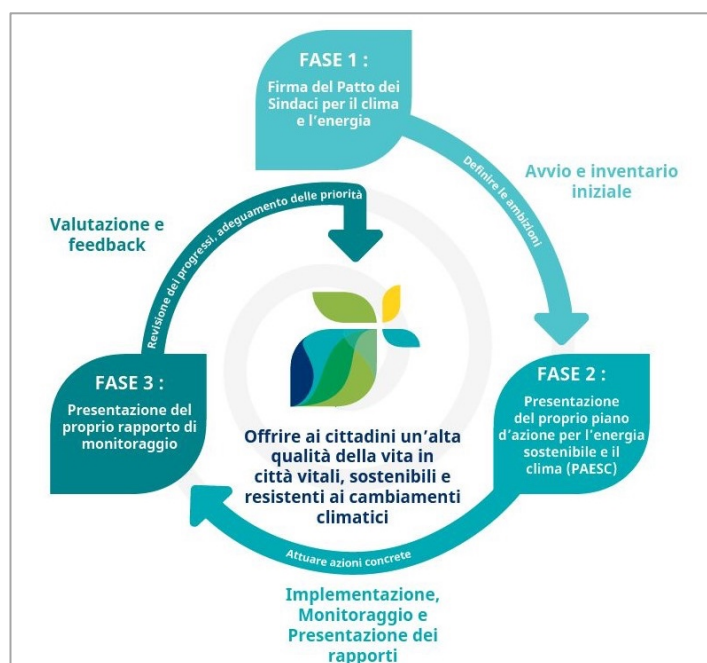 FASE 1 :
Firma del Patto dei
Sindaci per il clima
e l'energia
Definire le ambizioni
Avvio e inventario
iniziale
FASE 2 :
Presentazione
del proprio piano
d'azione per l'energia
sostenibile e il
clima (PAESC)
Attuare azioni concrete
Implementazione,
Monitoraggio e
Presentazione dei
rapporti
FASE 3 :
Presentazione del
proprio rapporto di
monitoraggio
Revisione dei progressi, adeguamento delle priorità
Valutazione e
feedback
Offrire ai cittadini un'alta
qualità della vita in
città vitali, sostenibili e
resistenti ai cambiamenti
climatici